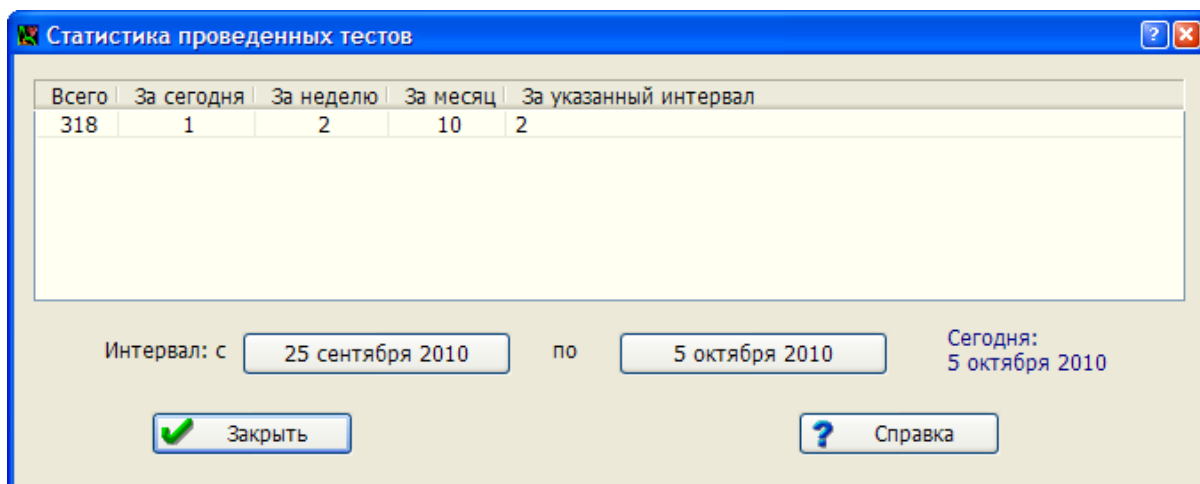 Статистика проведенных тестов
Всего За сегодня За неделю За месяц За указанный интервал
318 1 2 10 2
Интервал: с 25 сентября 2010 по 5 октября 2010 Сегодня:
5 октября 2010
Закрыть Справка